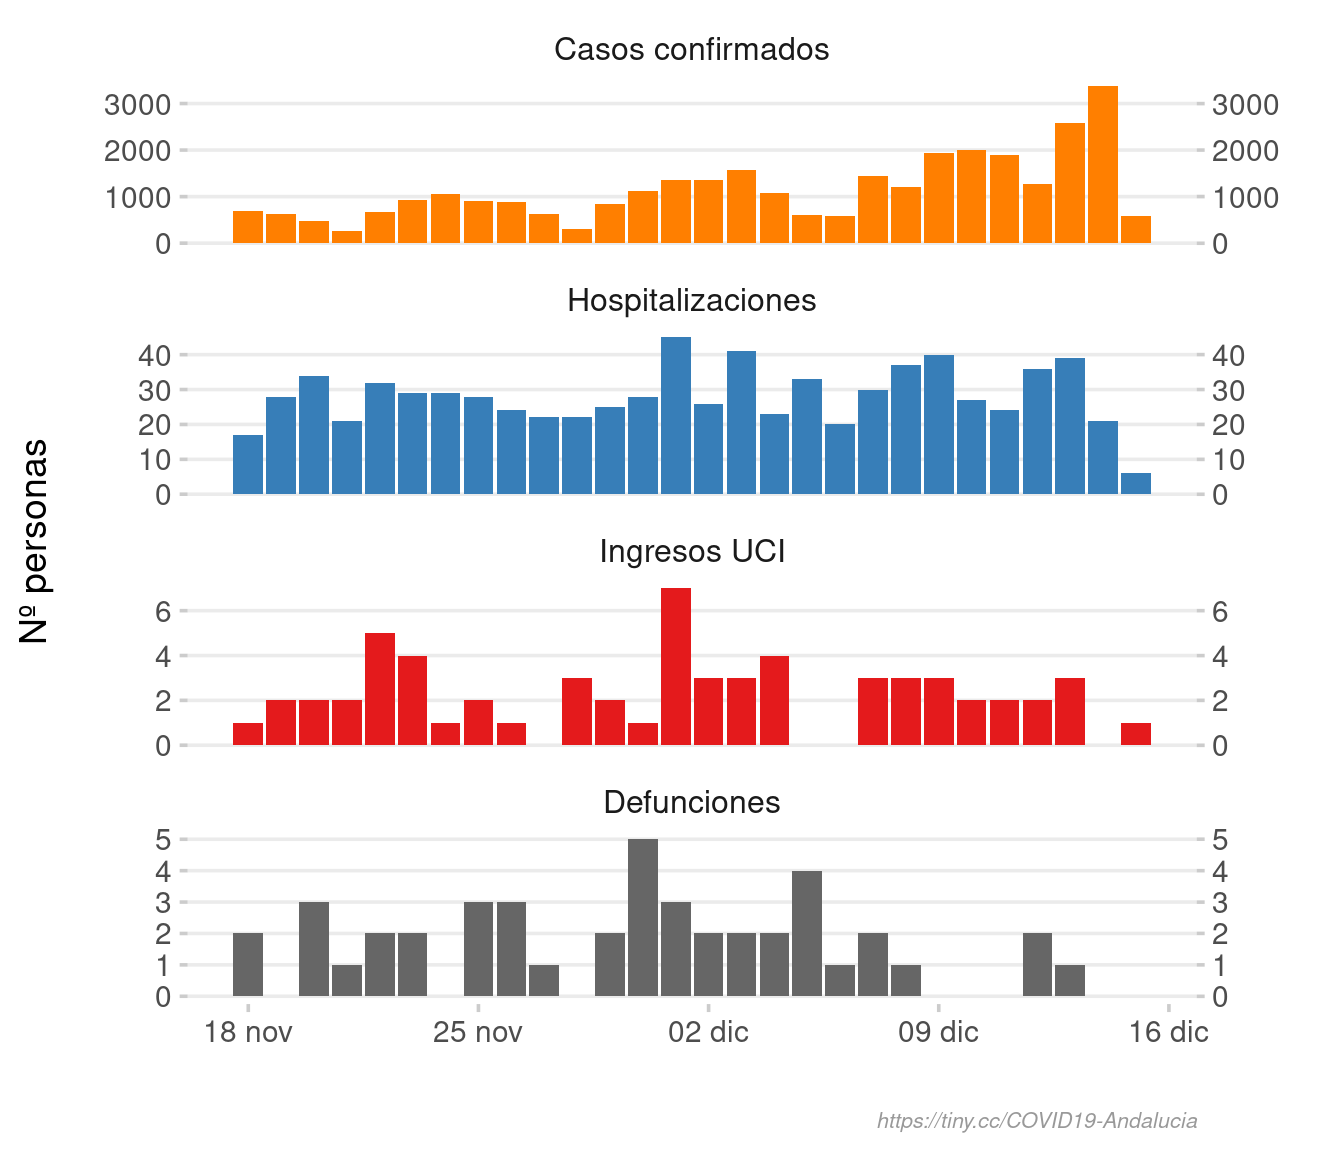 Casos confirmados
3000 3000
2000 2000
1000 1000
0 0
Hospitalizaciones
40 40
30 30
20 20
10 10
0 0
Nº personas
Ingresos UCI
6 6
4 4
2 2
0 0
Defunciones
5 5
4 4
3 3
2 2
1 1
0 0
18 nov 25 nov 02 dic 09 dic 16 dic
https://tiny.cc/COVID19-Andalucia